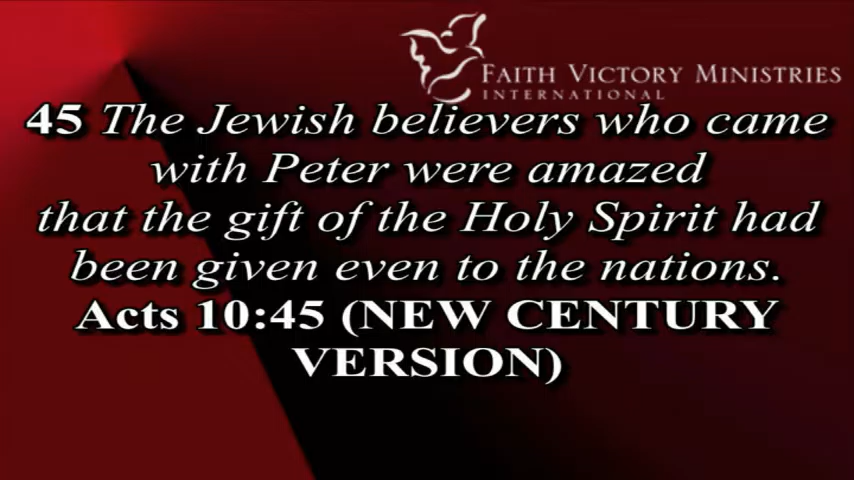 FAITH VICTORY MINISTRIES
INTERNATIONAL
45 The Jewish believers who came
with Peter were amazed
that the gift of the Holy Spirit had
been given even to the nations.
Acts 10:45 (NEW CENTURY
VERSION)